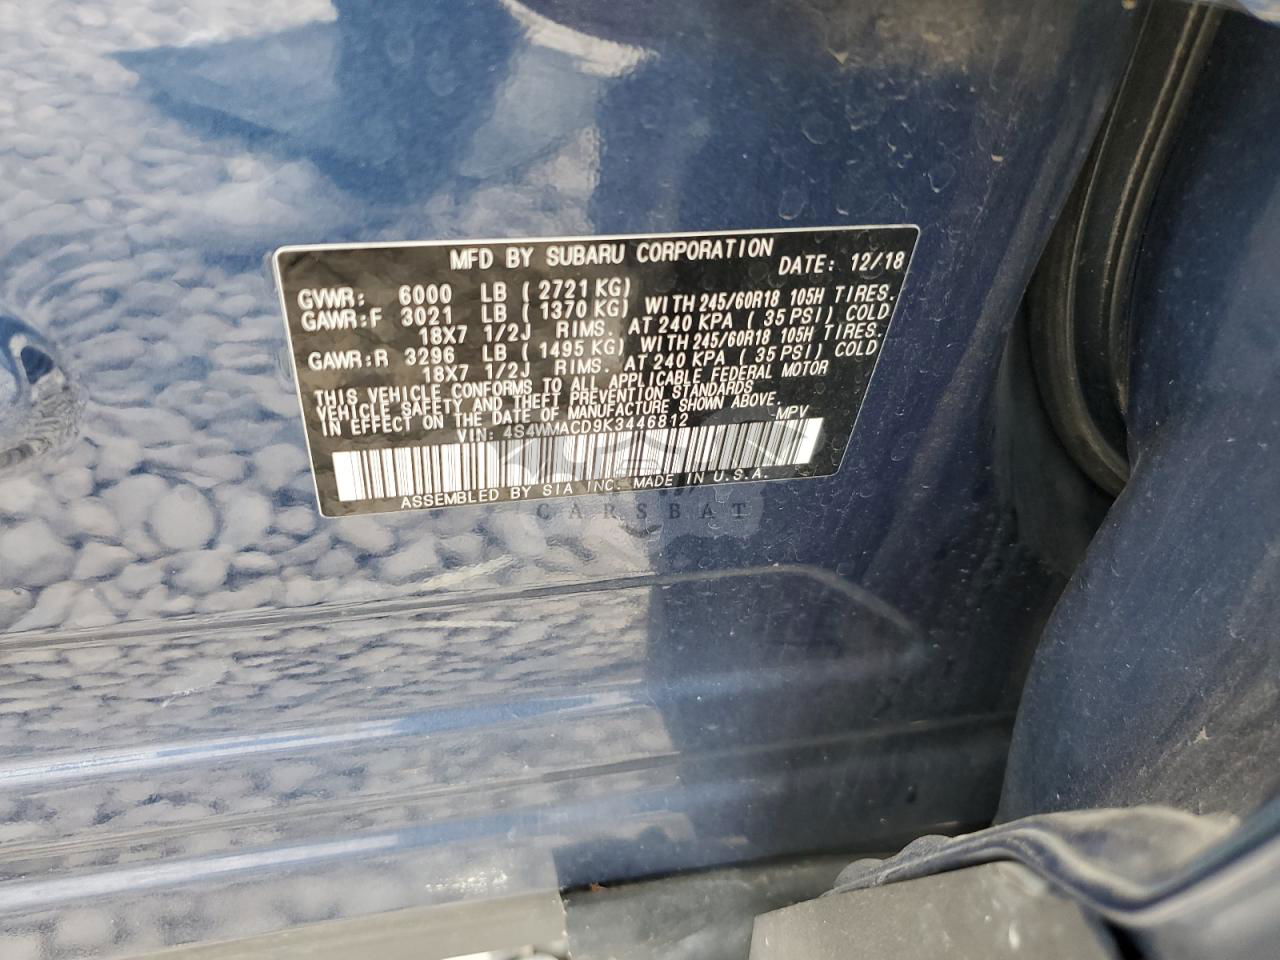 MFD BY SUBARU CORPORATION
DATE: 12/18
GVWR: 6000 LB ( 2721 KG)
GAWR:F 3021 LB ( 1370 KG) WITH 245/60R18 105H TIRES.
18X7 1/2J RIMS. AT 240 KPA ( 35 PSI) COLD
GAWR:R 3296 LB ( 1495 KG) WITH 245/60R18 105H TIRES.
18X7 1/2J RIMS. AT 240 KPA ( 35 PSI) COLD
THIS VEHICLE CONFORMS TO ALL APPLICABLE FEDERAL MOTOR
VEHICLE SAFETY AND THEFT PREVENTION STANDARDS
IN EFFECT ON THE DATE OF MANUFACTURE SHOWN ABOVE.
VIN: 4S4WMACD9K3446812 MPV
ASSEMBLED BY SIA INC. MADE IN U.S.A.
CARSBAT